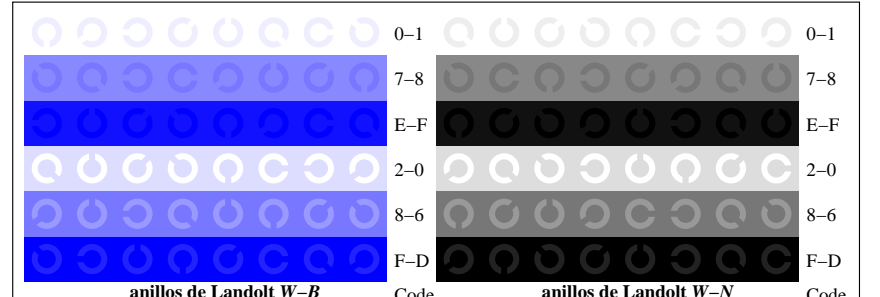 0–1 0–1
7–8 7–8
E–F E–F
2–0 2–0
8–6 8–6
F–D F–D
anillos de Landolt W–B Code anillos de Landolt W–N Code